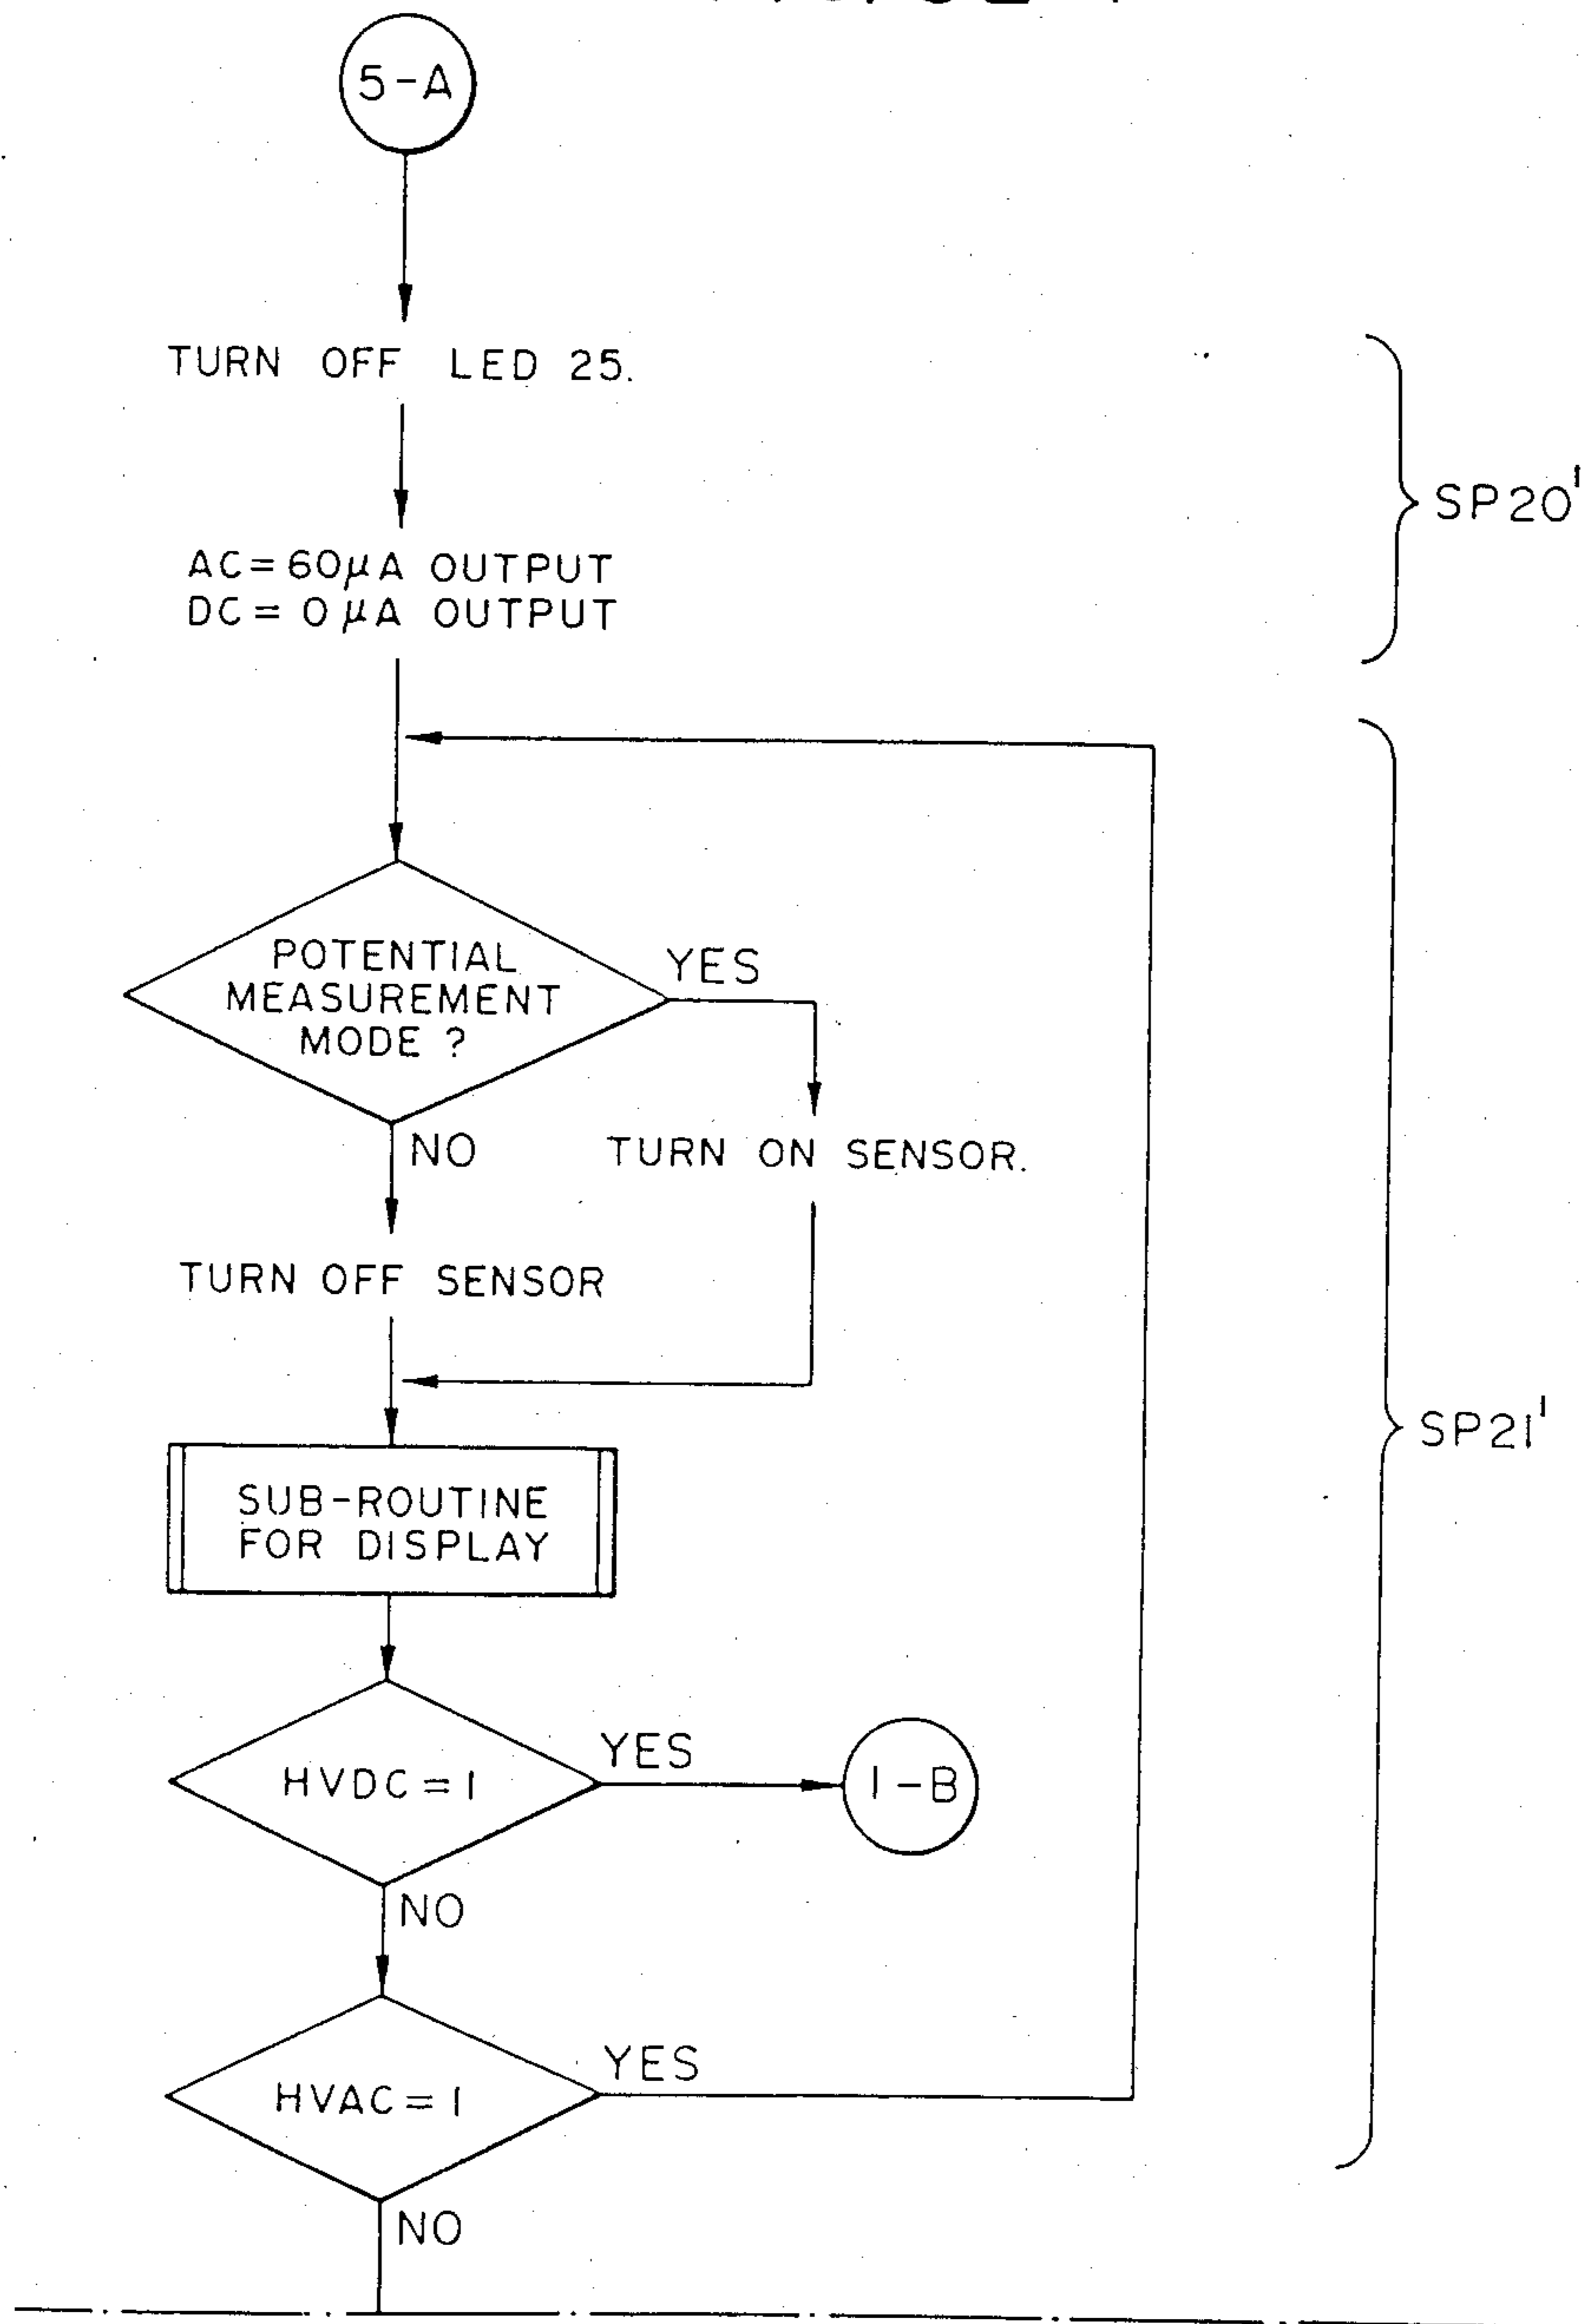 5-A
TURN OFF LED 25.
SP20'
AC=60μA OUTPUT
DC=0μA OUTPUT
POTENTIAL
MEASUREMENT
MODE ?
YES
NO
TURN ON SENSOR.
TURN OFF SENSOR
SP21'
SUB-ROUTINE
FOR DISPLAY
HVDC=1
YES
1-B
NO
HVAC=1
YES
NO